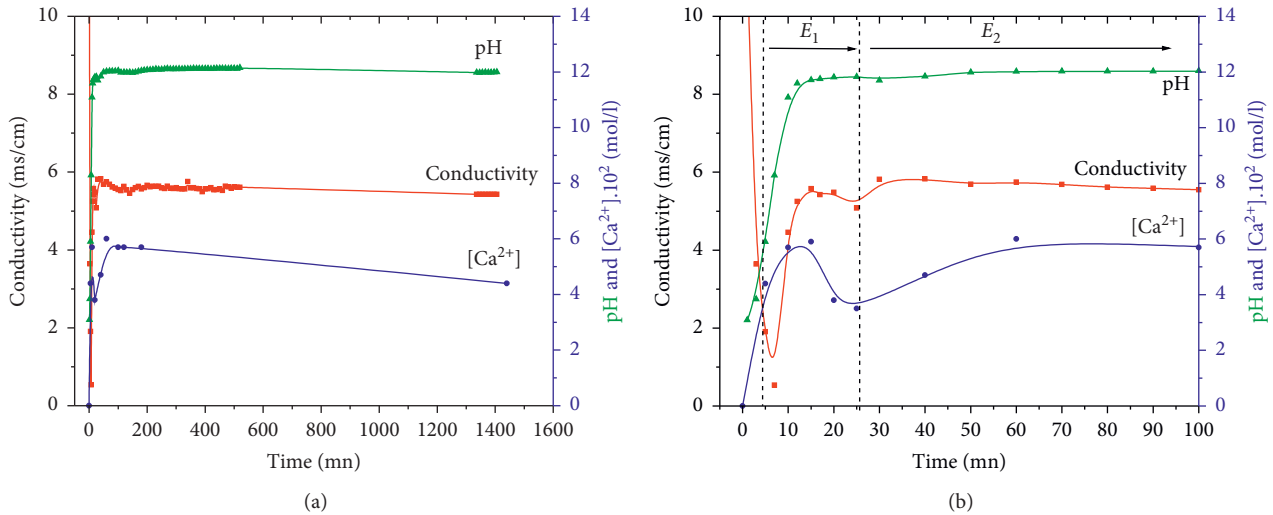 10
8
6
4
2
0
Conductivity (ms/cm)
14
12
10
8
6
4
2
0
pH and [Ca²⁺].10² (mol/l)
pH
Conductivity
[Ca²⁺]
0 200 400 600 800 1000 1200 1400 1600
Time (mn)
(a)
10
8
6
4
2
0
Conductivity (ms/cm)
14
12
10
8
6
4
2
0
pH and [Ca²⁺].10² (mol/l)
E₁ E₂
pH
Conductivity
[Ca²⁺]
0 10 20 30 40 50 60 70 80 90 100
Time (mn)
(b)